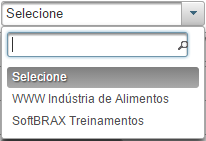 Selecione
Selecione
WWW Indústria de Alimentos
SoftBRAX Treinamentos